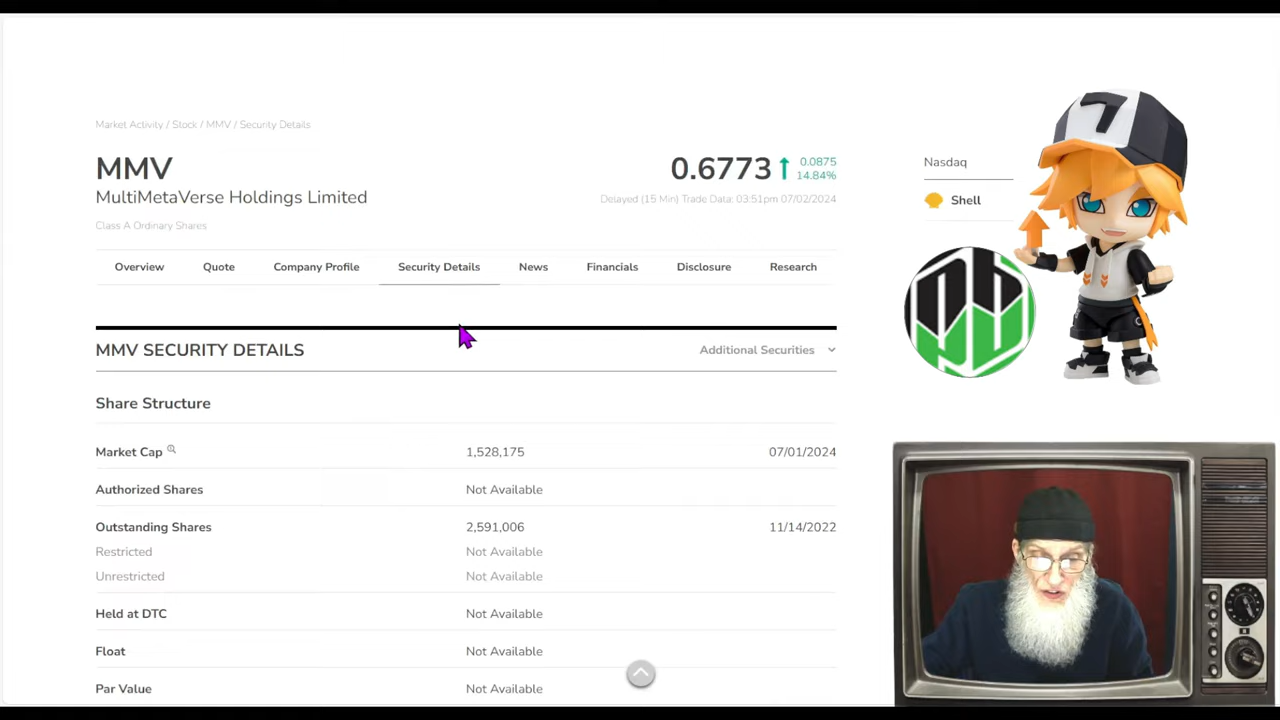 Market Activity / Stock / MMV / Security Details
MMV
0.6773
0.0875
14.84%
MultiMetaVerse Holdings Limited
Delayed (15 Min) Trade Data: 03:51pm 07/02/2024
Class A Ordinary Shares
Nasdaq
Shell
7
Overview Quote Company Profile Security Details News Financials Disclosure Research
MMV SECURITY DETAILS Additional Securities
Share Structure
Market Cap 1,528,175 07/01/2024
Authorized Shares Not Available
Outstanding Shares 2,591,006 11/14/2022
Restricted Not Available
Unrestricted Not Available
Held at DTC Not Available
Float Not Available
Par Value Not Available